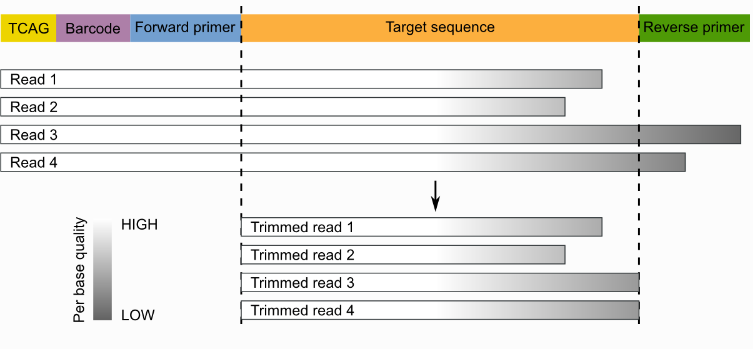 TCAG Barcode Forward primer Target sequence Reverse primer
Read 1
Read 2
Read 3
Read 4
Trimmed read 1
Trimmed read 2
Trimmed read 3
Trimmed read 4
Per base quality
HIGH
LOW